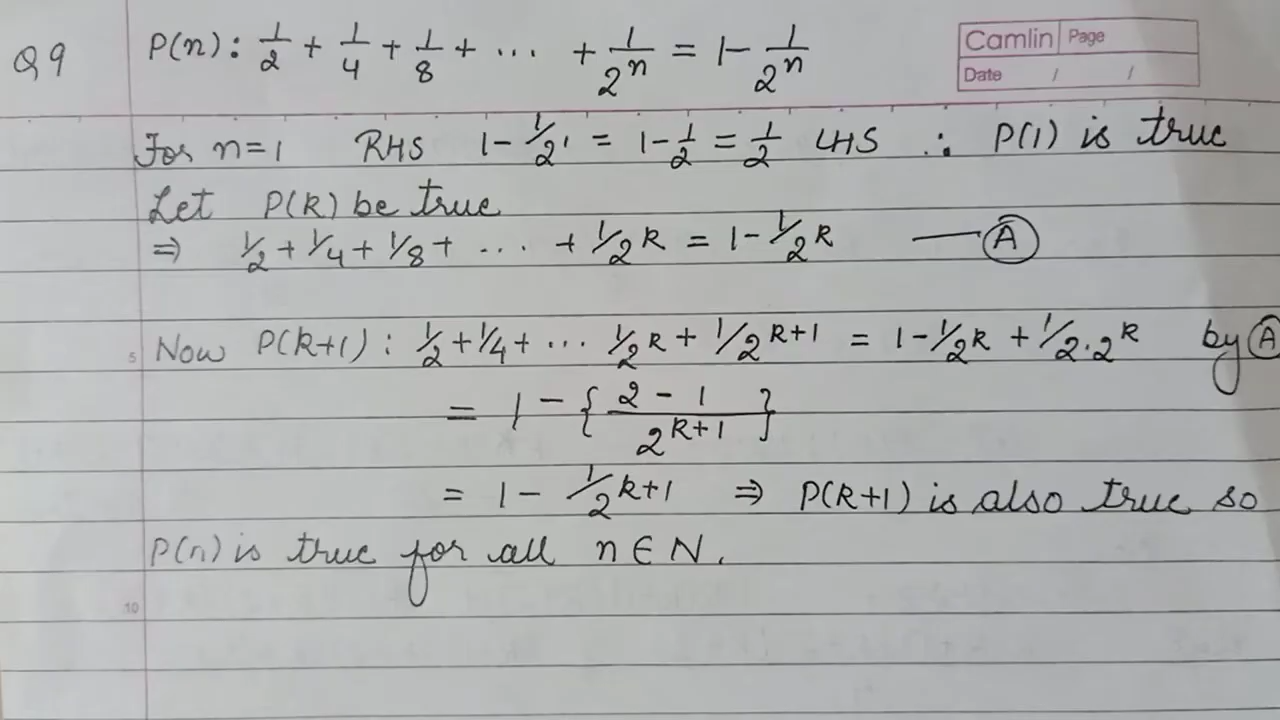 Q 9 P(n): 1/2 + 1/4 + 1/8 + ... + 1/2^n = 1 - 1/2^n
Camlin Page
Date / /
For n=1 RHS 1 - 1/2^1 = 1 - 1/2 = 1/2 LHS ∴ P(1) is true
Let P(k) be true
⇒ 1/2 + 1/4 + 1/8 + ... + 1/2^k = 1 - 1/2^k — Ⓐ
5 Now P(k+1): 1/2 + 1/4 + ... 1/2^k + 1/2^k+1 = 1 - 1/2^k + 1/2·2^k by Ⓐ
= 1 - { (2 - 1)/2^k+1 }
= 1 - 1/2^k+1 ⇒ P(k+1) is also true so
P(n) is true for all n ∈ N.
10